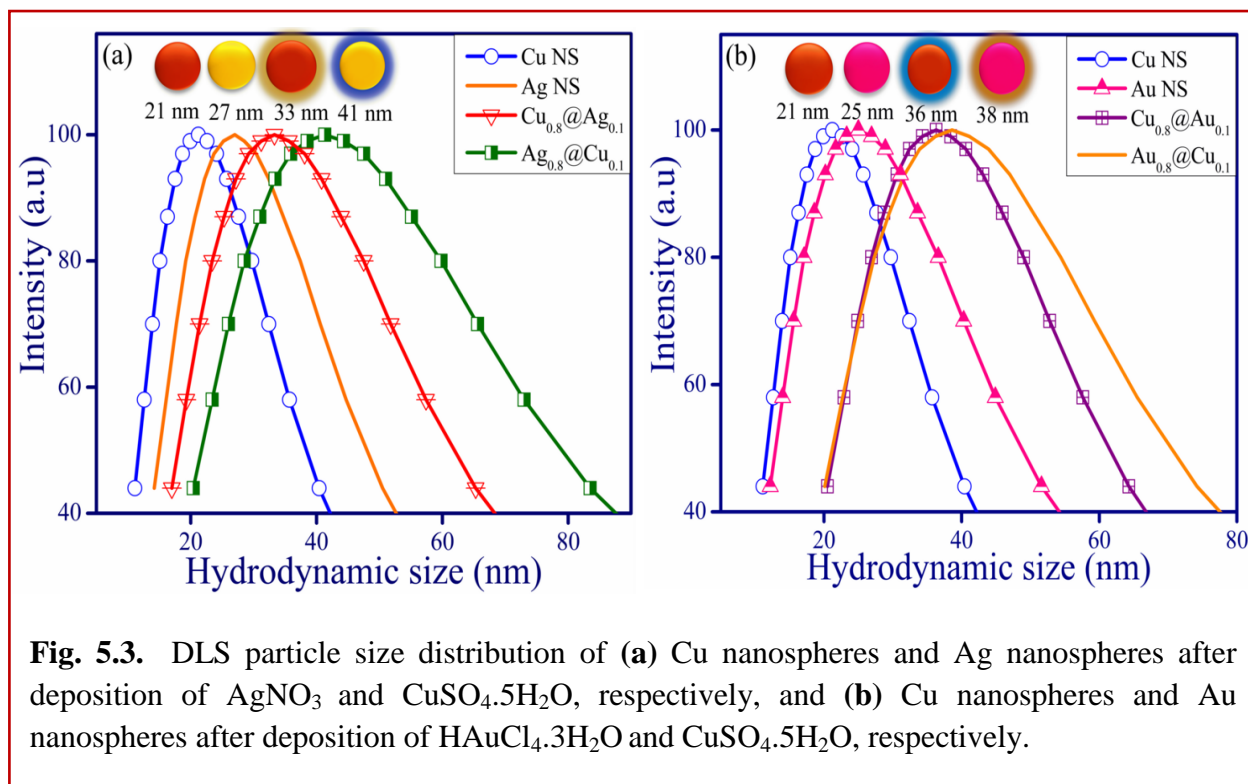 (a)
21 nm 27 nm 33 nm 41 nm
Cu NS
Ag NS
Cu₀.₈@Ag₀.₁
Ag₀.₈@Cu₀.₁
Intensity (a.u)
100
80
60
40
20 40 60 80
Hydrodynamic size (nm)
(b)
21 nm 25 nm 36 nm 38 nm
Cu NS
Au NS
Cu₀.₈@Au₀.₁
Au₀.₈@Cu₀.₁
Intensity (a.u)
100
80
60
40
20 40 60 80
Hydrodynamic size (nm)
Fig. 5.3. DLS particle size distribution of (a) Cu nanospheres and Ag nanospheres after
deposition of AgNO₃ and CuSO₄.5H₂O, respectively, and (b) Cu nanospheres and Au
nanospheres after deposition of HAuCl₄.3H₂O and CuSO₄.5H₂O, respectively.